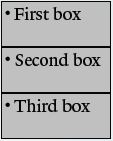 • First box
• Second box
• Third box